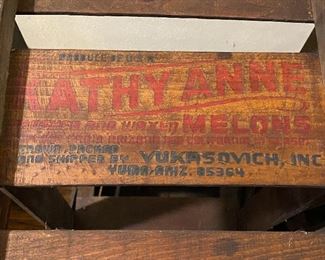 PRODUCE OF U.S.A.
KATHY ANNE
MELONS
GROWN, PACKED
AND SHIPPED BY YUKASOVICH, INC.
YUMA, ARIZ. 85364